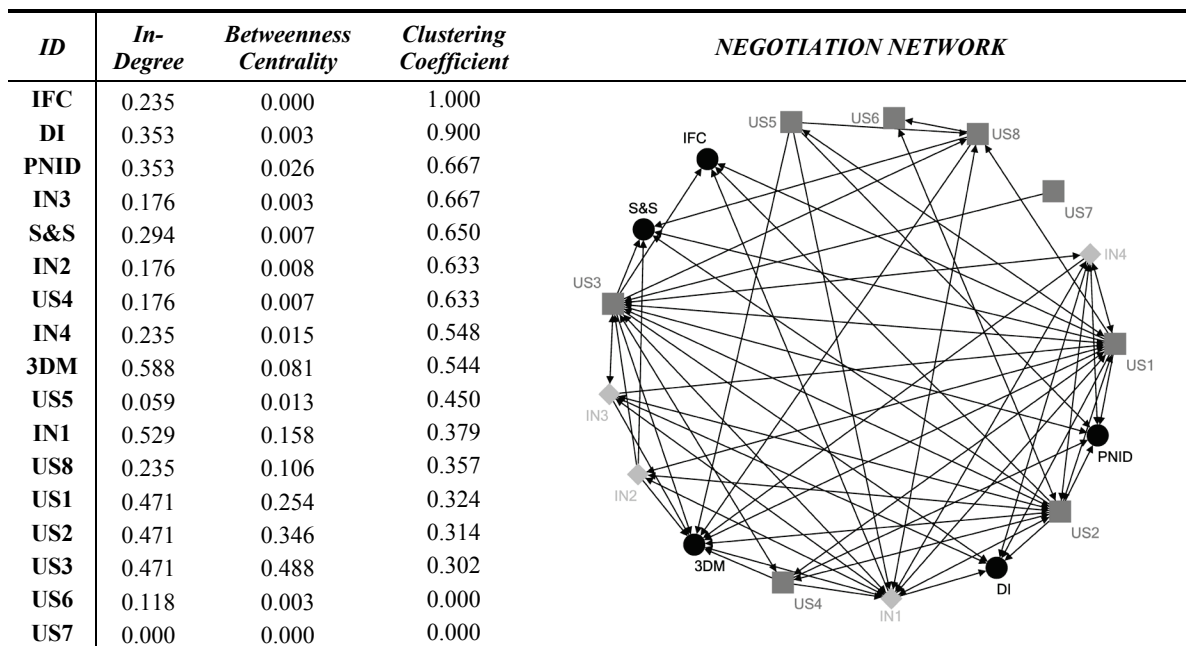 ID In-Degree Betweenness Centrality Clustering Coefficient NEGOTIATION NETWORK
IFC 0.235 0.000 1.000
DI 0.353 0.003 0.900
PNID 0.353 0.026 0.667
IN3 0.176 0.003 0.667
S&S 0.294 0.007 0.650
IN2 0.176 0.008 0.633
US4 0.176 0.007 0.633
IN4 0.235 0.015 0.548
3DM 0.588 0.081 0.544
US5 0.059 0.013 0.450
IN1 0.529 0.158 0.379
US8 0.235 0.106 0.357
US1 0.471 0.254 0.324
US2 0.471 0.346 0.314
US3 0.471 0.488 0.302
US6 0.118 0.003 0.000
US7 0.000 0.000 0.000
US5
US6
US8
IFC
US7
S&S
IN4
US3
US1
IN3
PNID
IN2
US2
3DM
DI
US4
IN1